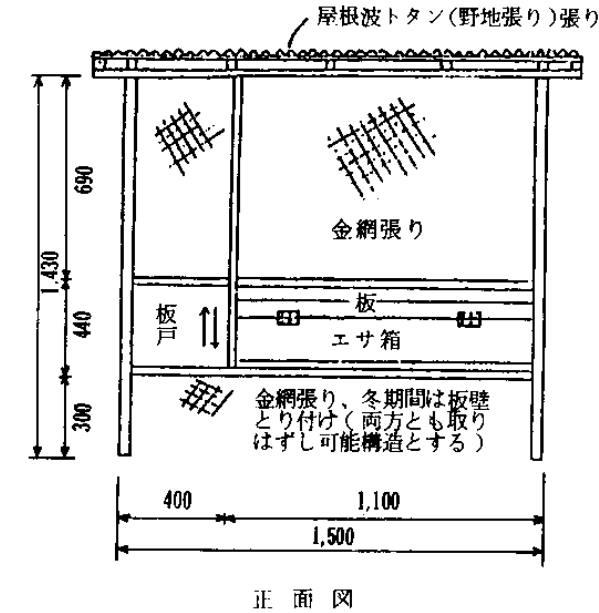 屋根波トタン(野地張り)張り
690
1,430
金網張り
440
板戸
板
エサ箱
300
金網張り、冬期間は板壁
とり付け(両方とも取り
はずし可能構造とする)
400
1,100
1,500
正面図